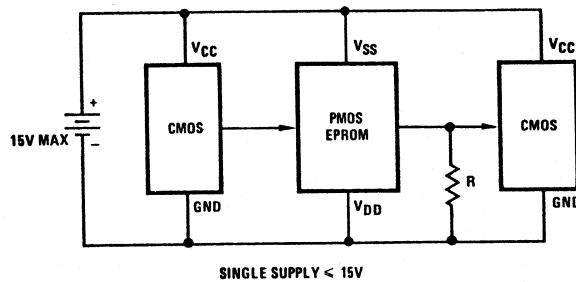 VCC
VSS
VCC
+
CMOS
PMOS
EPROM
CMOS
15V MAX
–
R
GND
VDD
GND
SINGLE SUPPLY ⩽ 15V